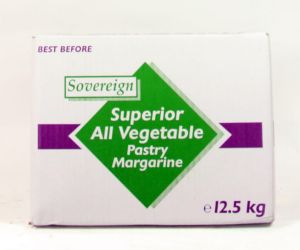 BEST BEFORE
Sovereign
Superior
All Vegetable
Pastry
Margarine
℮12.5 kg